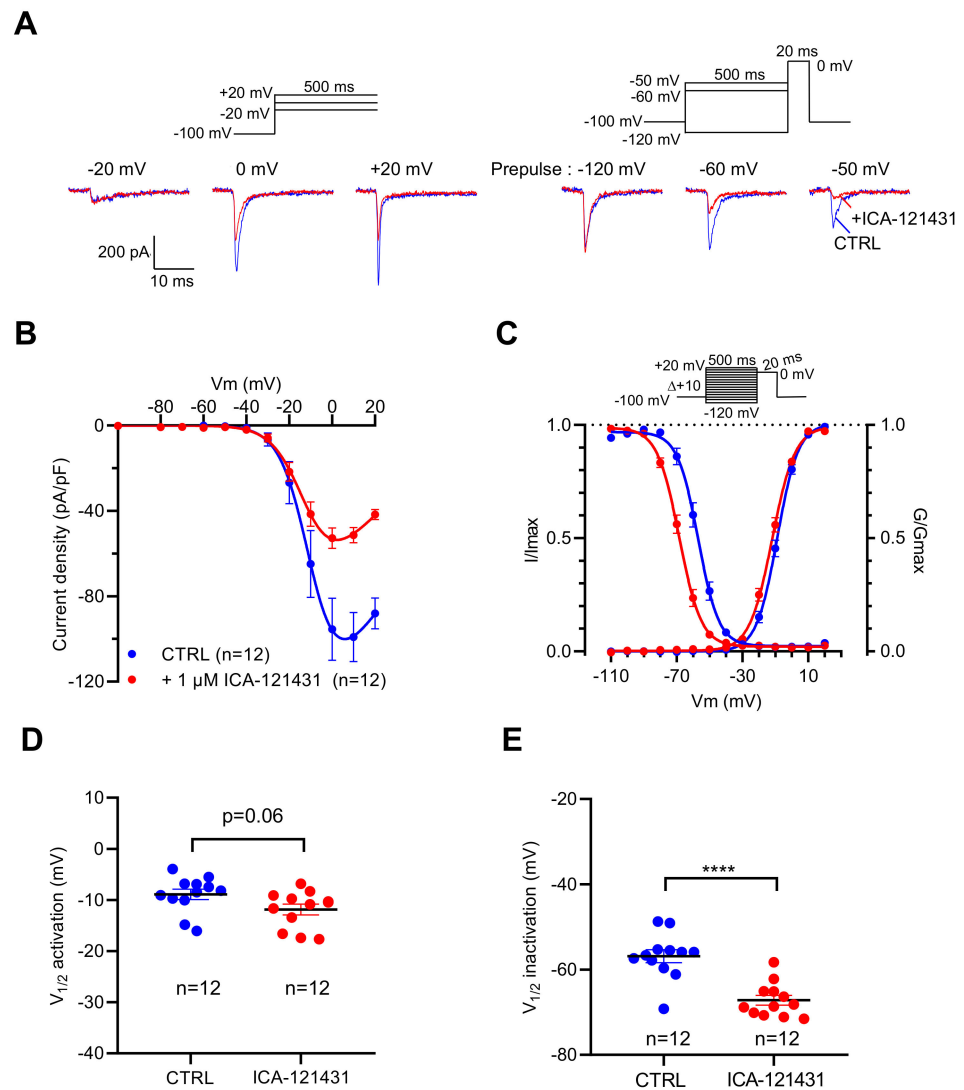 A
+20 mV
500 ms
-20 mV
-100 mV
-20 mV
0 mV
+20 mV
200 pA
10 ms
20 ms
0 mV
-50 mV
500 ms
-60 mV
-100 mV
-120 mV
Prepulse : -120 mV
-60 mV
-50 mV
+ICA-121431
CTRL
B
Vm (mV)
-80 -60 -40 -20 0 20
0
-40
-80
-120
Current density (pA/pF)
CTRL (n=12)
+ 1 µM ICA-121431 (n=12)
C
+20 mV
500 ms
20 ms
0 mV
Δ+10
-100 mV
-120 mV
1.0
0.5
0.0
I/Imax
1.0
0.5
0.0
G/Gmax
-110 -70 -30 10
Vm (mV)
D
10
0
-10
-20
-30
-40
V1/2 activation (mV)
p=0.06
n=12
n=12
CTRL
ICA-121431
E
-20
-40
-60
-80
V1/2 inactivation (mV)
****
n=12
n=12
CTRL
ICA-121431